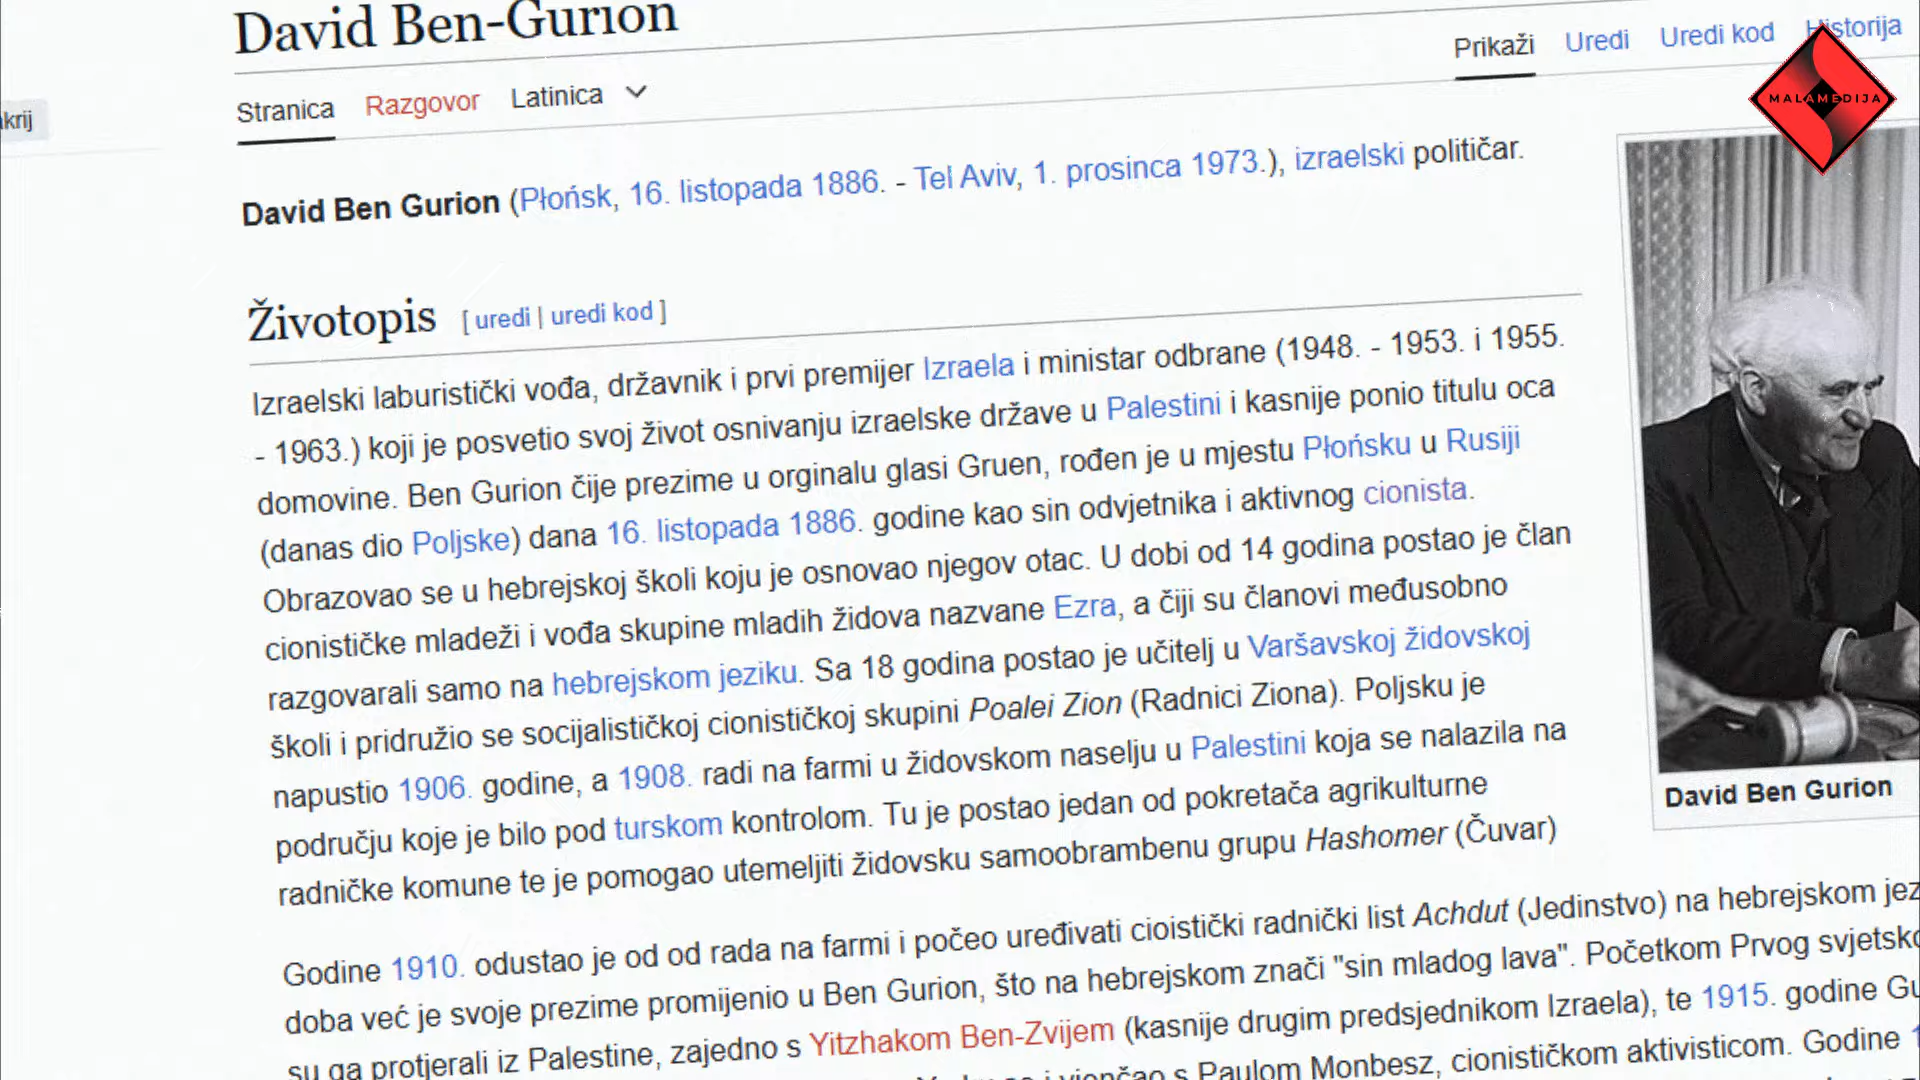 David Ben-Gurion
Prikaži Uredi Uredi kod Historija
MALAMEDIJA
Stranica Razgovor Latinica
David Ben Gurion (Płońsk, 16. listopada 1886. - Tel Aviv, 1. prosinca 1973.), izraelski političar.
Životopis [ uredi | uredi kod ]
Izraelski laburistički vođa, državnik i prvi premijer Izraela i ministar odbrane (1948. - 1953. i 1955.
- 1963.) koji je posvetio svoj život osnivanju izraelske države u Palestini i kasnije ponio titulu oca
domovine. Ben Gurion čije prezime u orginalu glasi Gruen, rođen je u mjestu Płońsku u Rusiji
(danas dio Poljske) dana 16. listopada 1886. godine kao sin odvjetnika i aktivnog cionista.
Obrazovao se u hebrejskoj školi koju je osnovao njegov otac. U dobi od 14 godina postao je član
cionističke mladeži i vođa skupine mladih židova nazvane Ezra, a čiji su članovi međusobno
razgovarali samo na hebrejskom jeziku. Sa 18 godina postao je učitelj u Varšavskoj židovskoj
školi i pridružio se socijalističkoj cionističkoj skupini Poalei Zion (Radnici Ziona). Poljsku je
napustio 1906. godine, a 1908. radi na farmi u židovskom naselju u Palestini koja se nalazila na
području koje je bilo pod turskom kontrolom. Tu je postao jedan od pokretača agrikulturne
radničke komune te je pomogao utemeljiti židovsku samoobrambenu grupu Hashomer (Čuvar)
David Ben Gurion
Godine 1910. odustao je od od rada na farmi i počeo uređivati cioistički radnički list Achdut (Jedinstvo) na hebrejskom jez
doba već je svoje prezime promijenio u Ben Gurion, što na hebrejskom znači "sin mladog lava". Početkom Prvog svjetsko
su ga protjerali iz Palestine, zajedno s Yitzhakom Ben-Zvijem (kasnije drugim predsjednikom Izraela), te 1915. godine Gu
s Paulom Monbesz, cionističkom aktivisticom. Godine